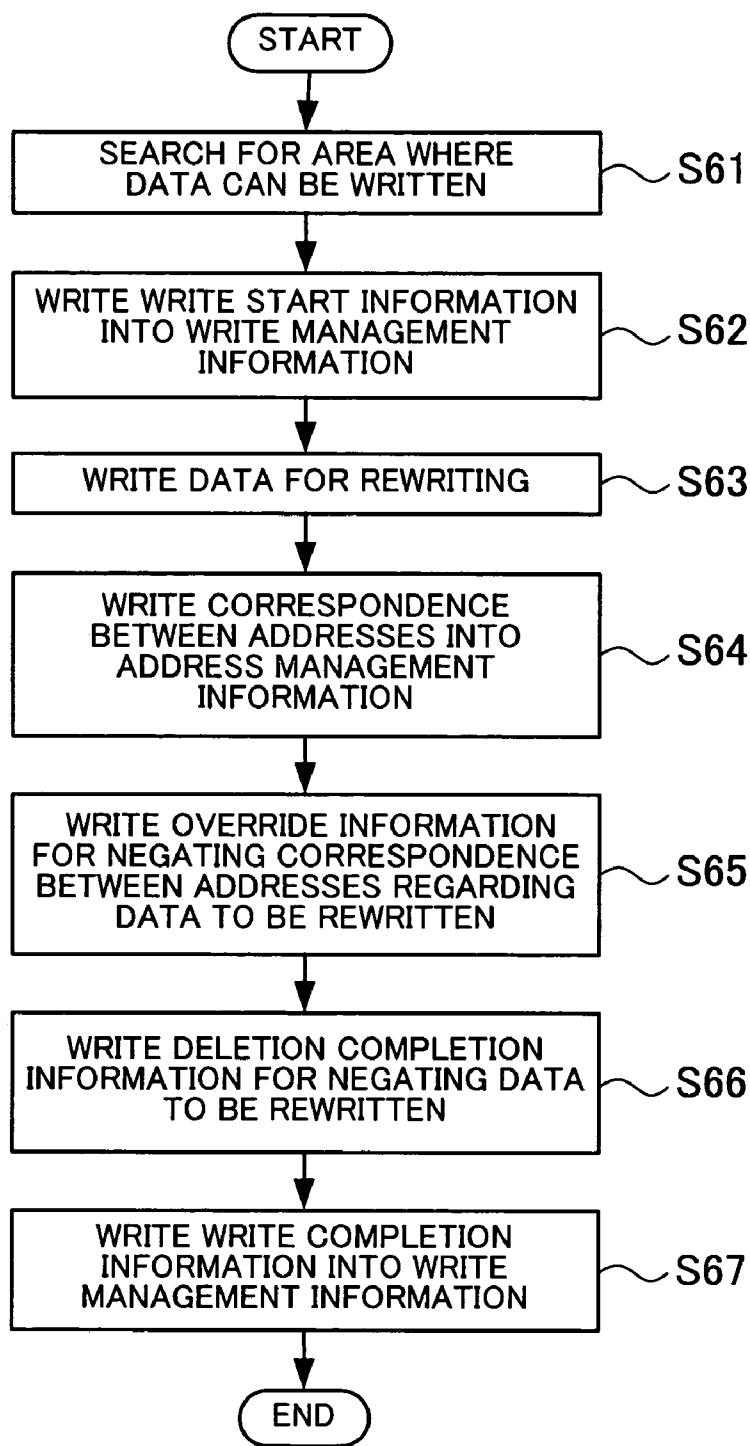 START
SEARCH FOR AREA WHERE
DATA CAN BE WRITTEN
S61
WRITE WRITE START INFORMATION
INTO WRITE MANAGEMENT
INFORMATION
S62
WRITE DATA FOR REWRITING
S63
WRITE CORRESPONDENCE
BETWEEN ADDRESSES INTO
ADDRESS MANAGEMENT
INFORMATION
S64
WRITE OVERRIDE INFORMATION
FOR NEGATING CORRESPONDENCE
BETWEEN ADDRESSES REGARDING
DATA TO BE REWRITTEN
S65
WRITE DELETION COMPLETION
INFORMATION FOR NEGATING DATA
TO BE REWRITTEN
S66
WRITE WRITE COMPLETION
INFORMATION INTO WRITE
MANAGEMENT INFORMATION
S67
END